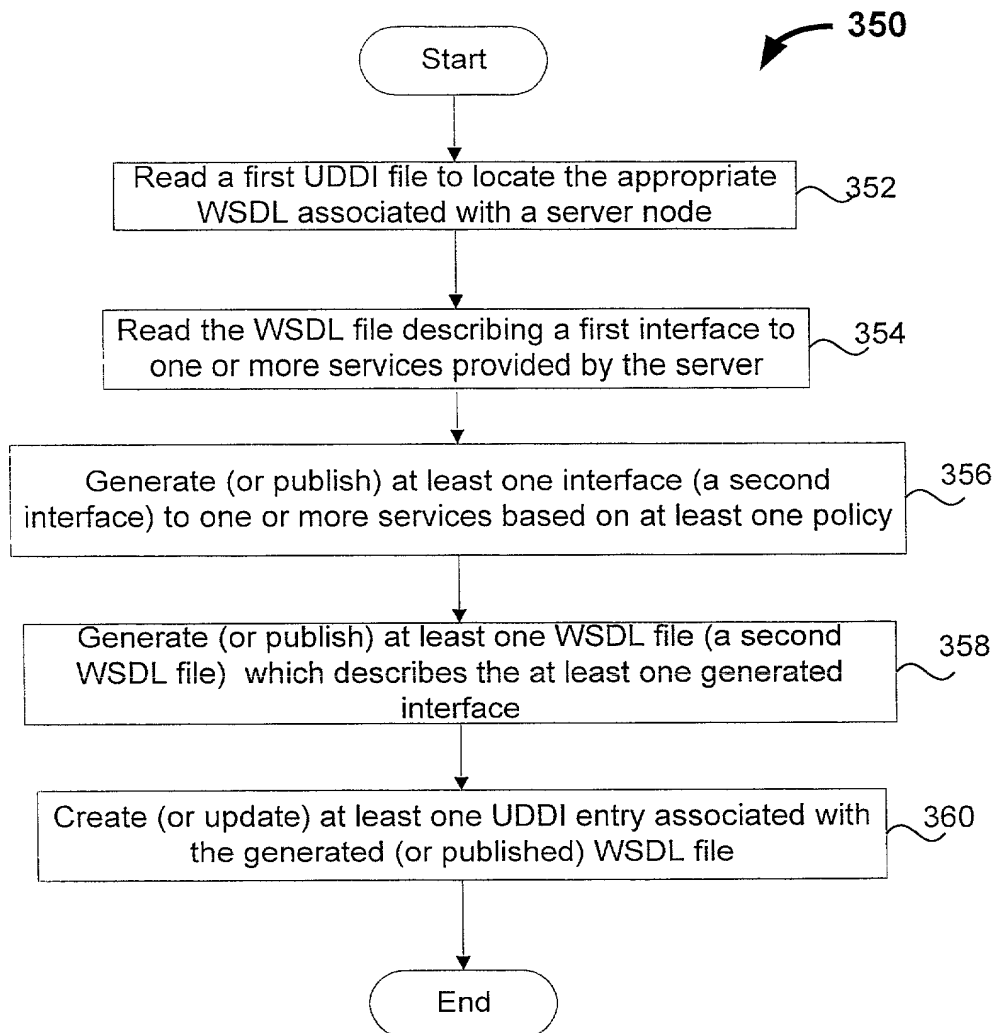 350
Start
Read a first UDDI file to locate the appropriate
WSDL associated with a server node
352
Read the WSDL file describing a first interface to
one or more services provided by the server
354
Generate (or publish) at least one interface (a second
interface) to one or more services based on at least one policy
356
Generate (or publish) at least one WSDL file (a second
WSDL file) which describes the at least one generated
interface
358
Create (or update) at least one UDDI entry associated with
the generated (or published) WSDL file
360
End